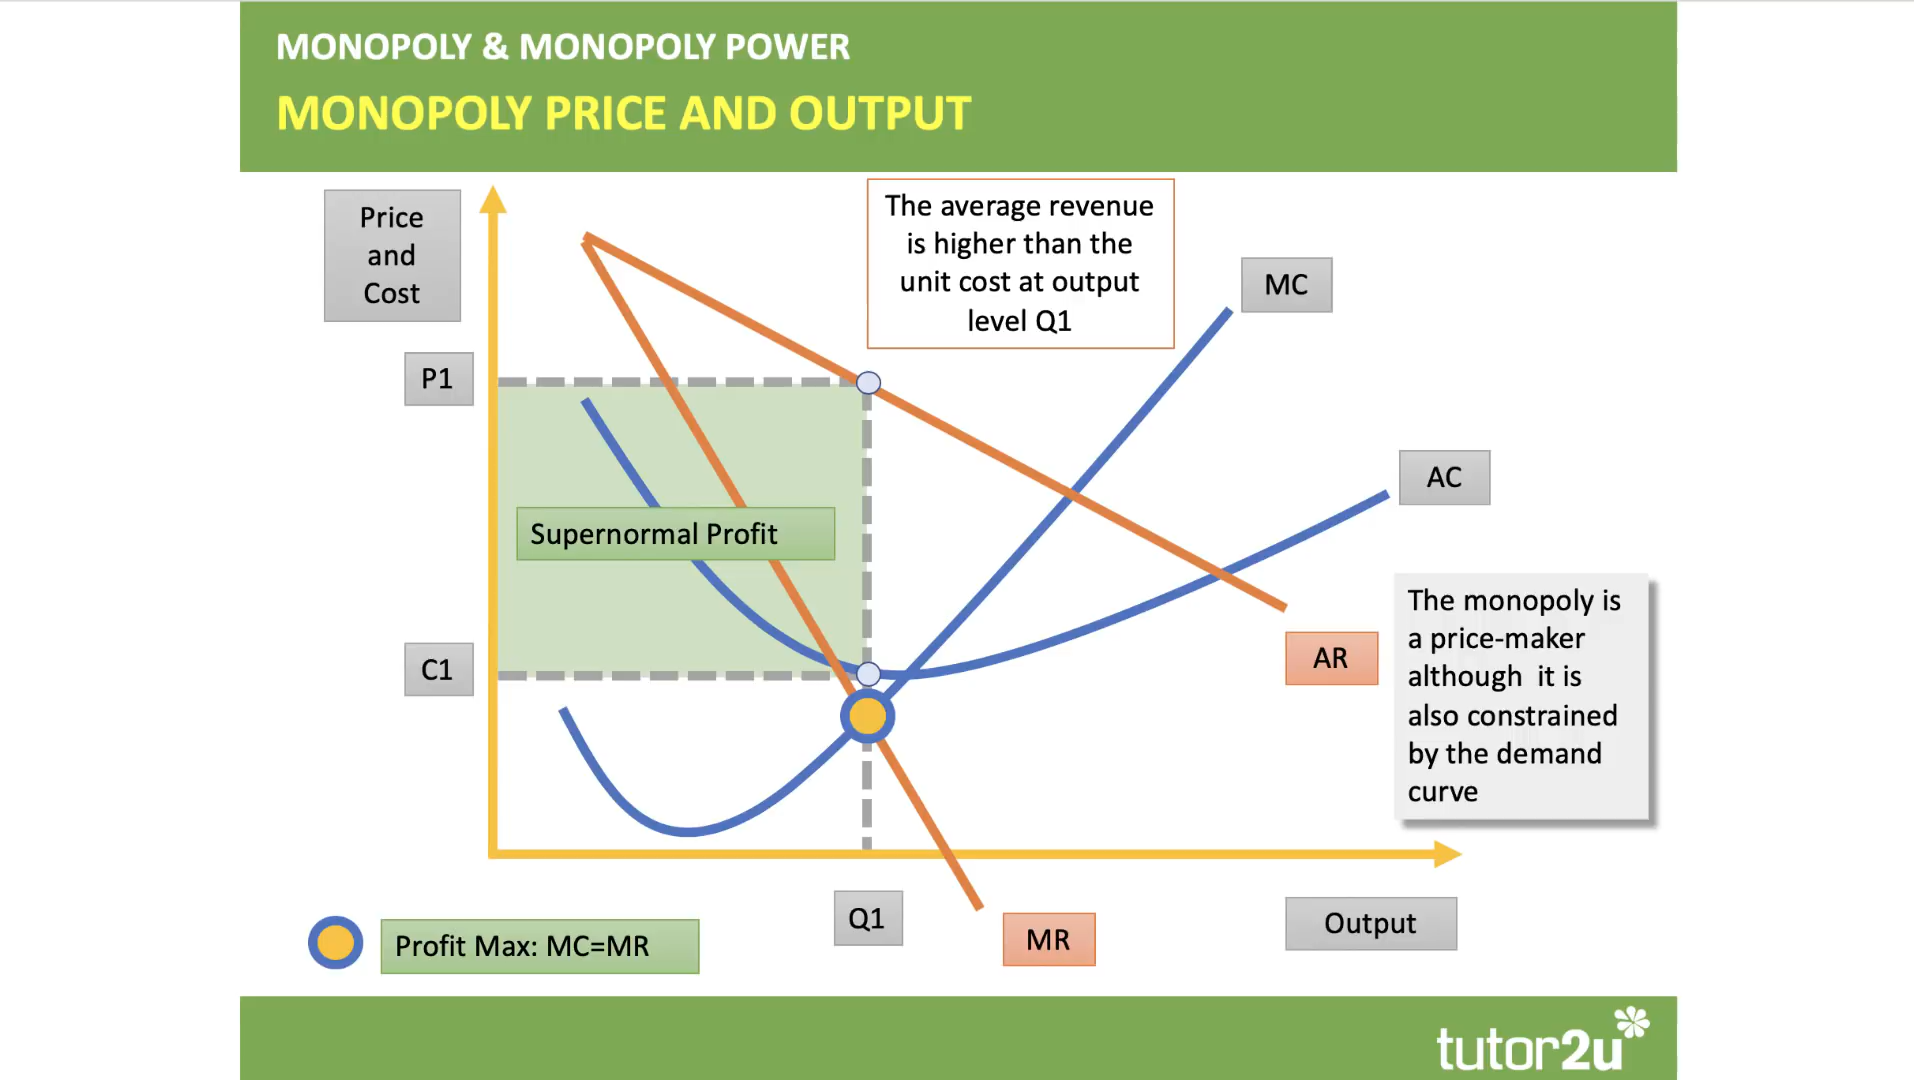 MONOPOLY & MONOPOLY POWER
MONOPOLY PRICE AND OUTPUT
Price
and
Cost
The average revenue
is higher than the
unit cost at output
level Q1
MC
P1
AC
Supernormal Profit
C1
AR
The monopoly is
a price-maker
although it is
also constrained
by the demand
curve
Q1
Output
MR
Profit Max: MC=MR
tutor2u